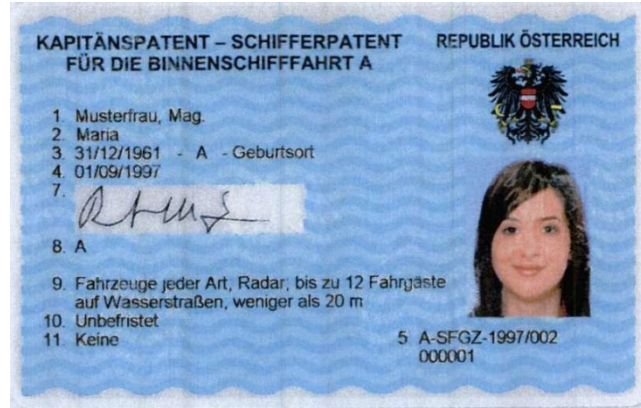 KAPITÄNSPATENT – SCHIFFERPATENT
FÜR DIE BINNENSCHIFFFAHRT A
REPUBLIK ÖSTERREICH
1. Musterfrau, Mag.
2. Maria
3. 31/12/1961 - A - Geburtsort
4. 01/09/1997
7.
8. A
9. Fahrzeuge jeder Art, Radar, bis zu 12 Fahrgäste
auf Wasserstraßen, weniger als 20 m
10. Unbefristet
11. Keine
5 A-SFGZ-1997/002
000001